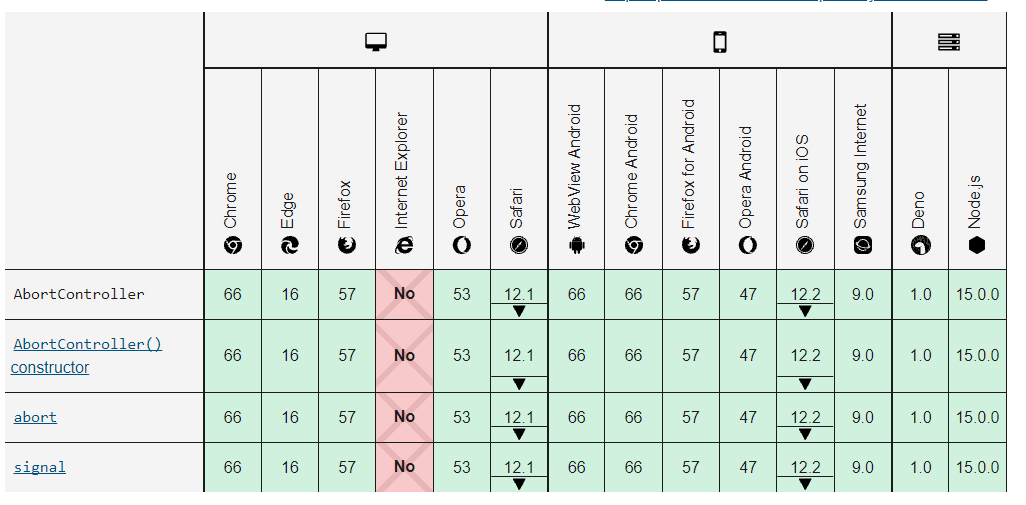 Chrome
Edge
Firefox
Internet Explorer
Opera
Safari
WebView Android
Chrome Android
Firefox for Android
Opera Android
Safari on iOS
Samsung Internet
Deno
Node.js
AbortController 66 16 57 No 53 12.1 66 66 57 47 12.2 9.0 1.0 15.0.0
AbortController()
constructor 66 16 57 No 53 12.1 66 66 57 47 12.2 9.0 1.0 15.0.0
abort 66 16 57 No 53 12.1 66 66 57 47 12.2 9.0 1.0 15.0.0
signal 66 16 57 No 53 12.1 66 66 57 47 12.2 9.0 1.0 15.0.0